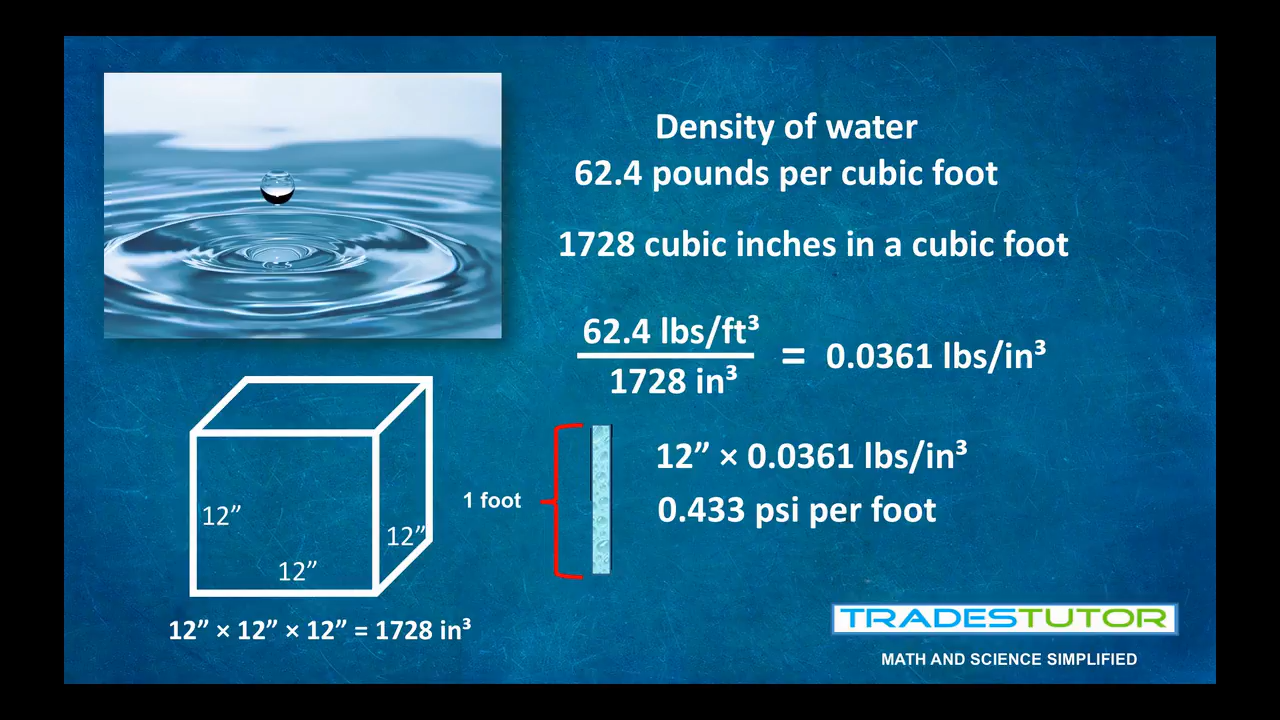 Density of water
62.4 pounds per cubic foot
1728 cubic inches in a cubic foot
62.4 lbs/ft³
1728 in³
= 0.0361 lbs/in³
1 foot
12” × 0.0361 lbs/in³
0.433 psi per foot
12”
12”
12”
12” × 12” × 12” = 1728 in³
TRADESTUTOR
MATH AND SCIENCE SIMPLIFIED